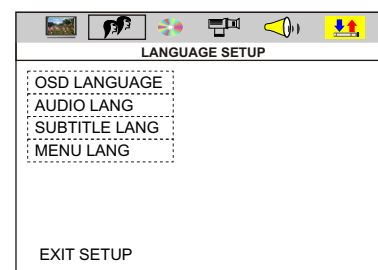 LANGUAGE SETUP
OSD LANGUAGE
AUDIO LANG
SUBTITLE LANG
MENU LANG
EXIT SETUP